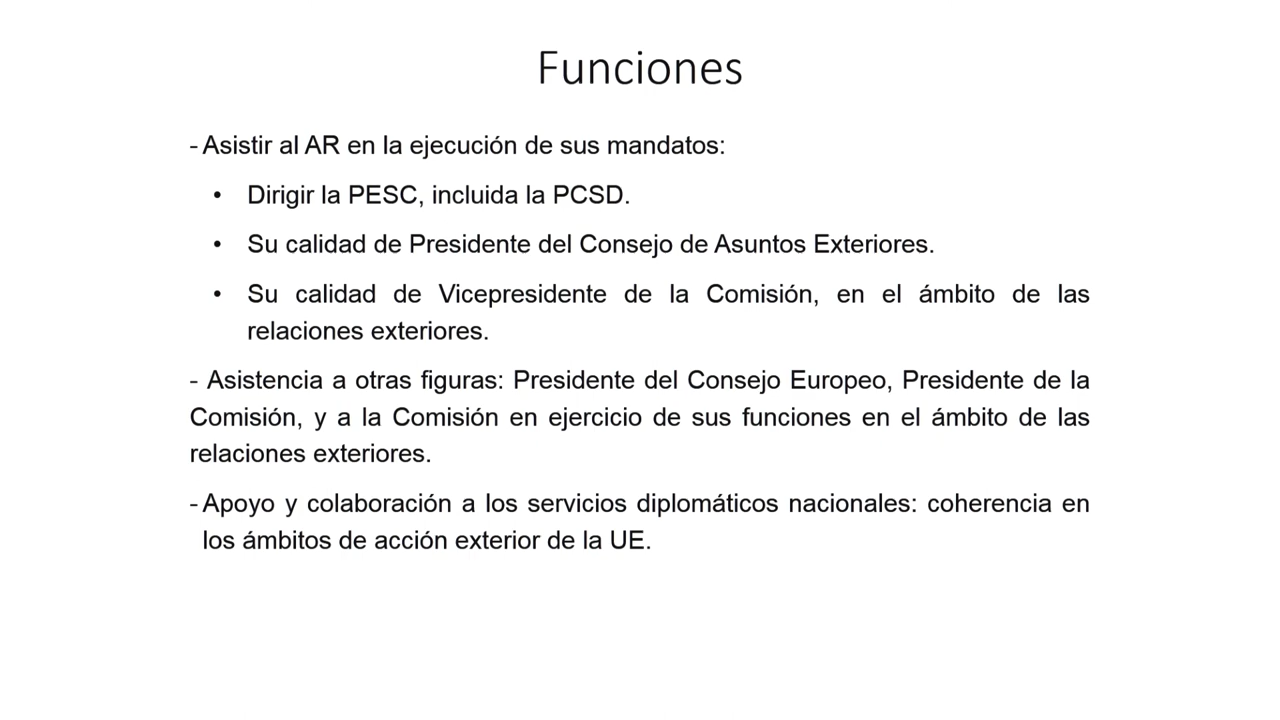 Funciones
- Asistir al AR en la ejecución de sus mandatos:
• Dirigir la PESC, incluida la PCSD.
• Su calidad de Presidente del Consejo de Asuntos Exteriores.
• Su calidad de Vicepresidente de la Comisión, en el ámbito de las
relaciones exteriores.
- Asistencia a otras figuras: Presidente del Consejo Europeo, Presidente de la
Comisión, y a la Comisión en ejercicio de sus funciones en el ámbito de las
relaciones exteriores.
- Apoyo y colaboración a los servicios diplomáticos nacionales: coherencia en
los ámbitos de acción exterior de la UE.